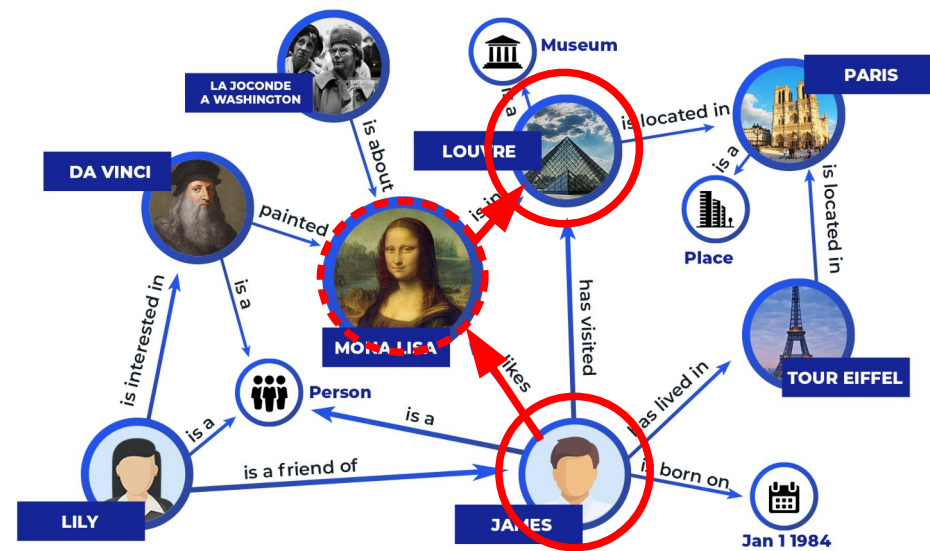 Museum
LA JOCONDE
A WASHINGTON
PARIS
is a
is located in
LOUVRE
is about
DA VINCI
is a
is located in
painted
is in
Place
is a
is interested in
has visited
MONA LISA
likes
TOUR EIFFEL
Person
has lived in
is a
is a
is a friend of
is born on
LILY
JAMES
Jan 1 1984